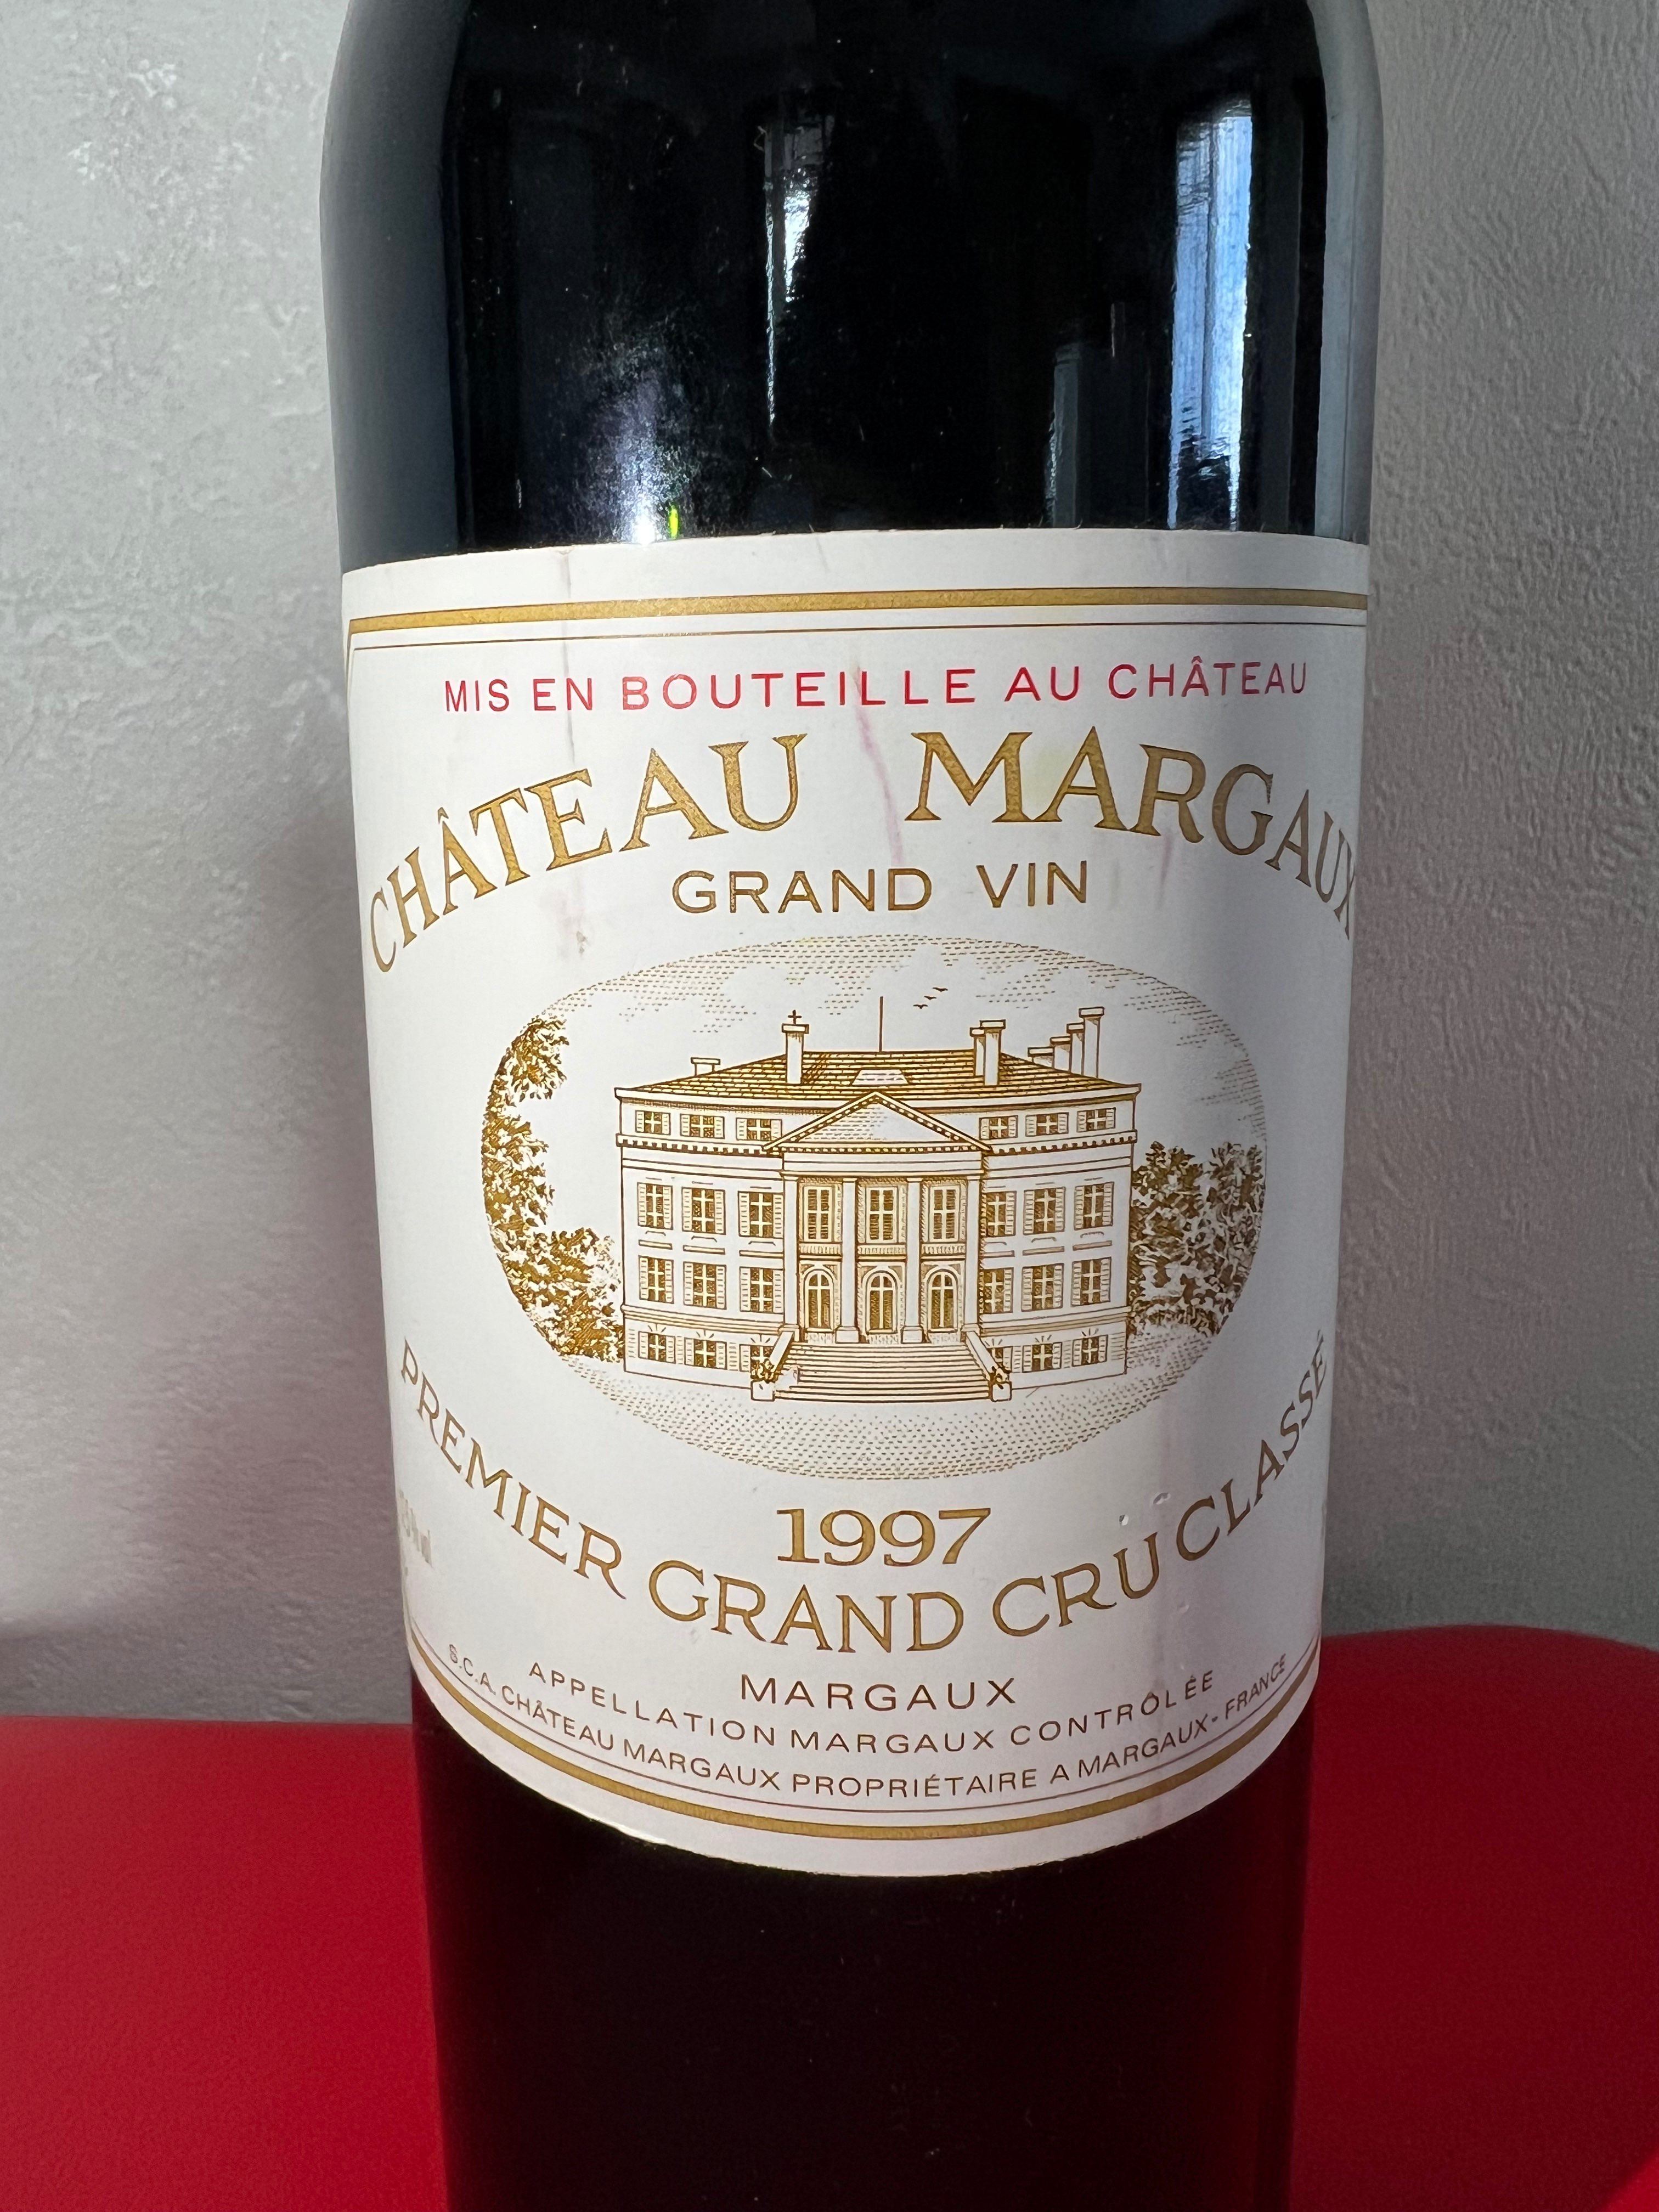 MIS EN BOUTEILLE AU CHÂTEAU
CHÂTEAU MARGAUX
GRAND VIN
1997
PREMIER GRAND CRU CLASSÉ
MARGAUX
APPELLATION MARGAUX CONTRÔLÉE
S.C.A. CHÂTEAU MARGAUX PROPRIÉTAIRE A MARGAUX - FRANCE